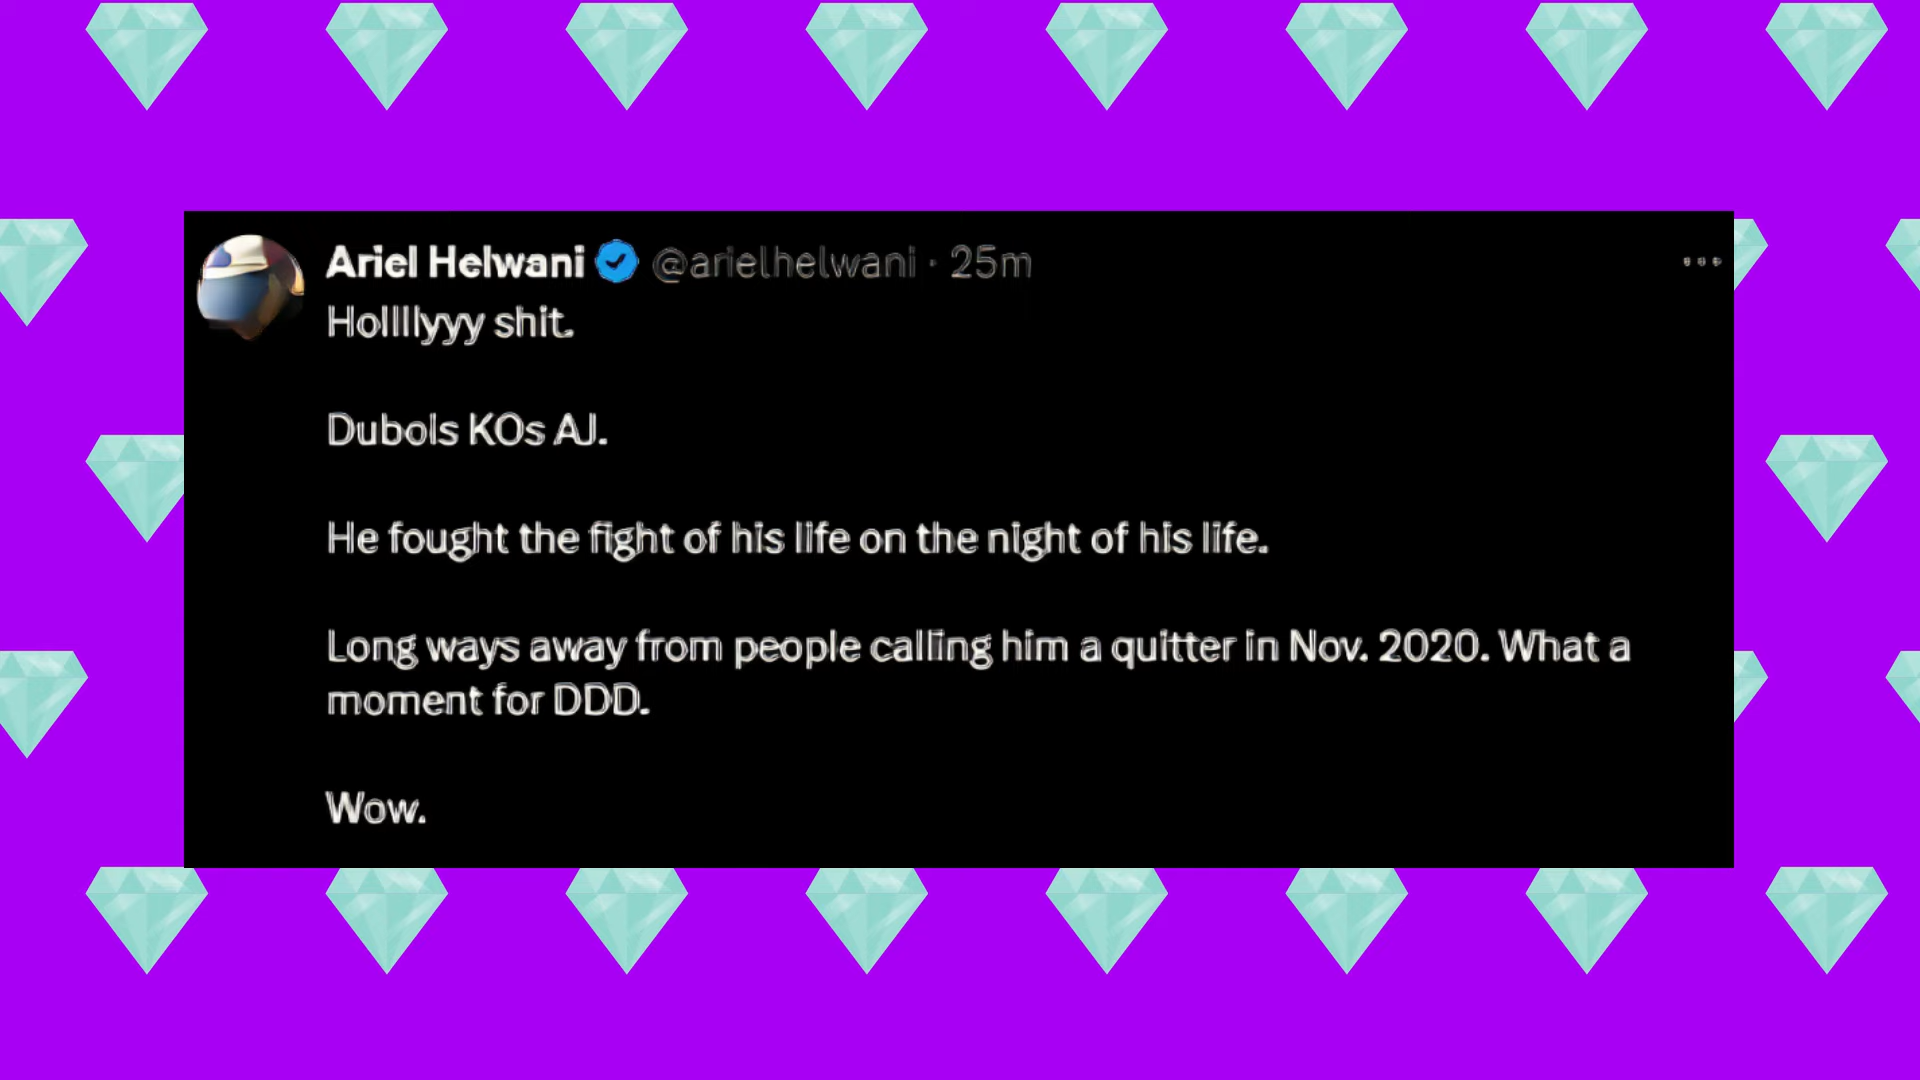 Ariel Helwani @arielhelwani · 25m
Hollllyyy shit.
Dubois KOs AJ.
He fought the fight of his life on the night of his life.
Long ways away from people calling him a quitter in Nov. 2020. What a
moment for DDD.
Wow.